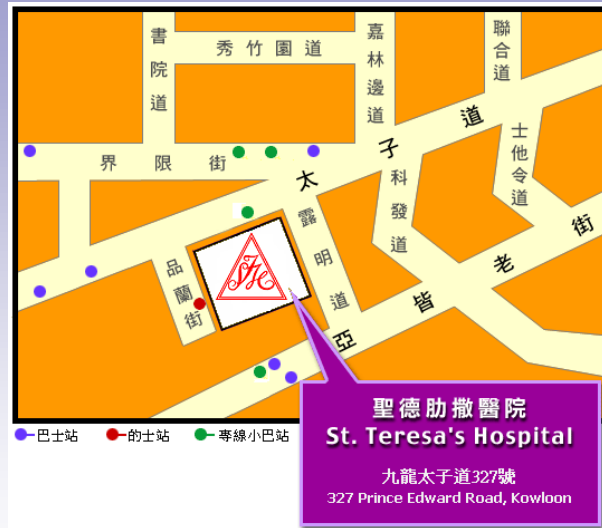 書院道
秀竹園道
嘉林邊道
聯合道
界限街
太子道
士他令道
科發道
露明道
品蘭街
亞皆老街
STH
聖德肋撒醫院
St. Teresa's Hospital
九龍太子道327號
327 Prince Edward Road, Kowloon
巴士站
的士站
專線小巴站